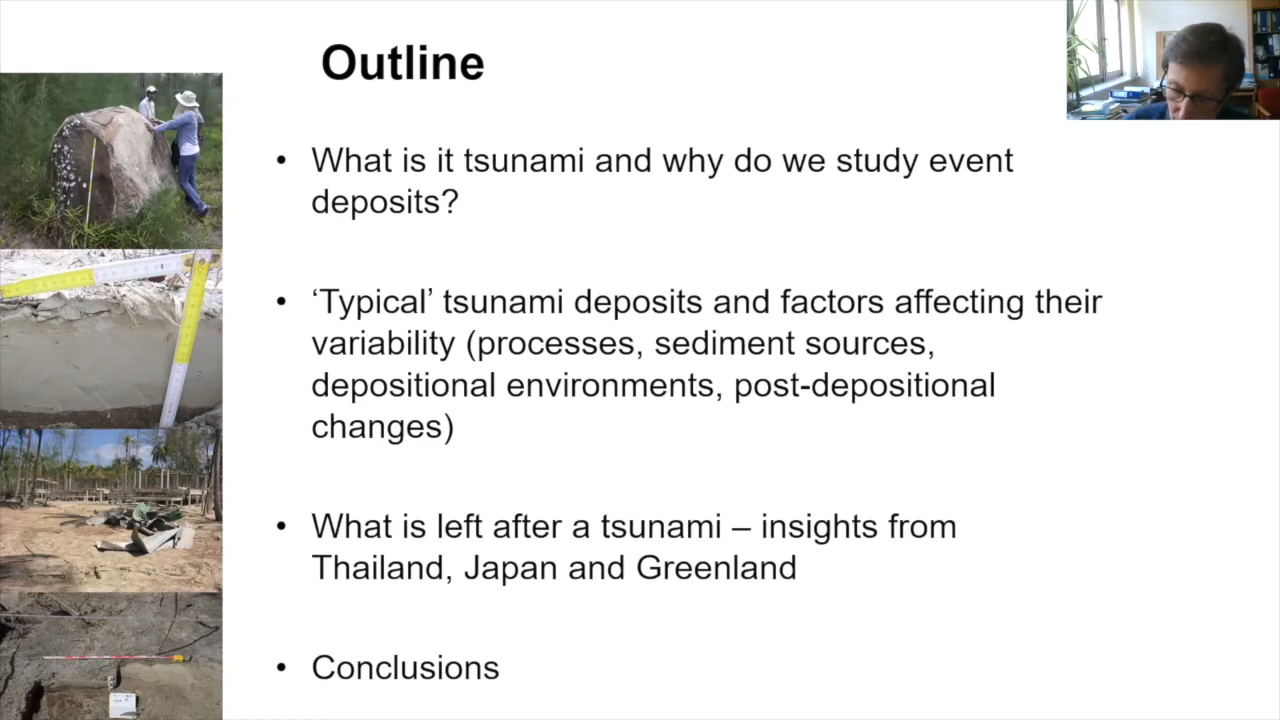 Outline
• What is it tsunami and why do we study event
deposits?
• ‘Typical’ tsunami deposits and factors affecting their
variability (processes, sediment sources,
depositional environments, post-depositional
changes)
• What is left after a tsunami – insights from
Thailand, Japan and Greenland
• Conclusions